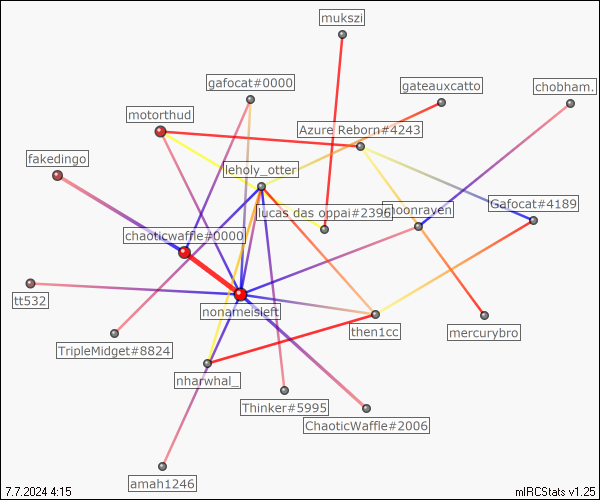 mukszi
gafocat#0000
gateauxcatto
chobham.
motorthud
Azure Reborn#4243
fakedingo
leholy_otter
lucas das oppai#2396
moonraven
Gafocat#4189
chaoticwaffle#0000
tt532
nonameisleft
then1cc
mercurybro
TripleMidget#8824
nharwhal_
Thinker#5995
ChaoticWaffle#2006
amah1246
7.7.2024 4:15
mIRCStats v1.25